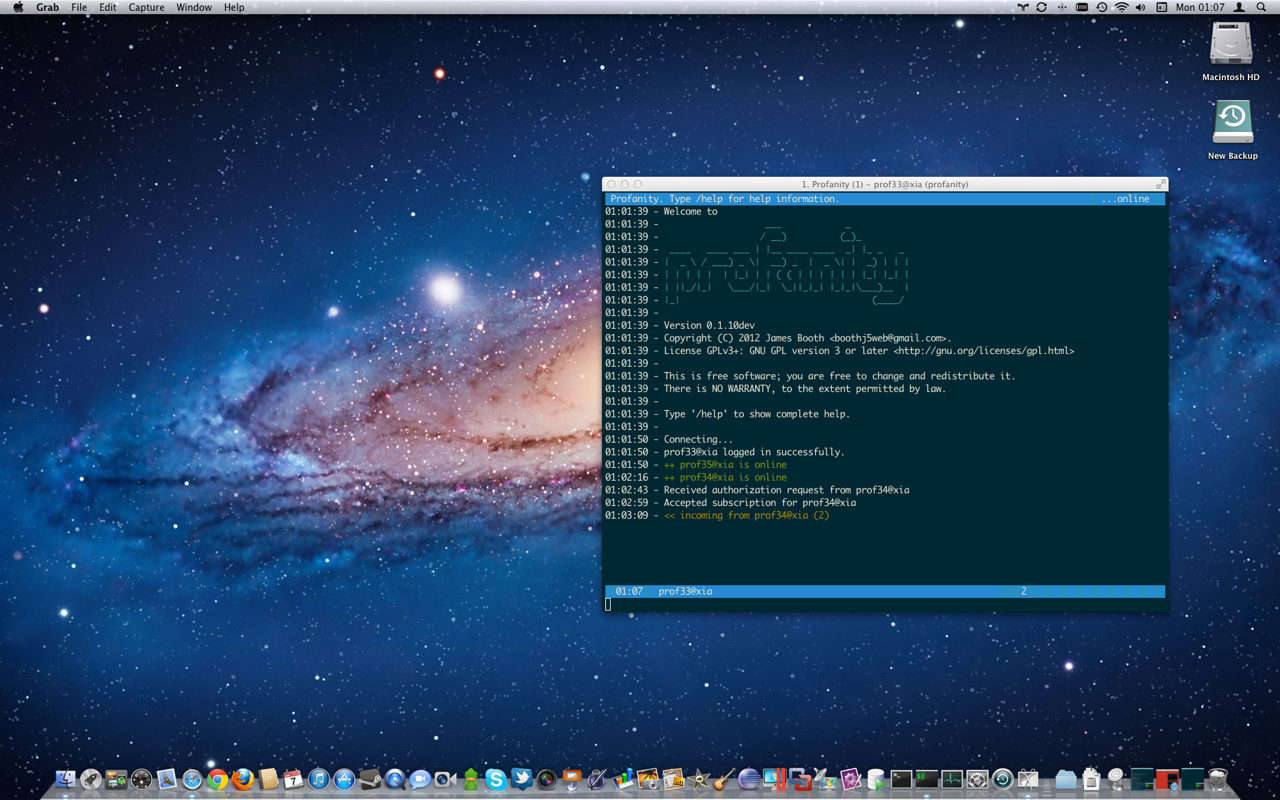 Grab File Edit Capture Window Help Mon 01:07
Macintosh HD
New Backup
1. Profanity (1) – prof33@xia (profanity)
Profanity. Type /help for help information. ...online
01:01:39 - Welcome to
01:01:39 -
01:01:39 -
01:01:39 -
01:01:39 -
01:01:39 -
01:01:39 -
01:01:39 -
profanity
01:01:39 -
01:01:39 - Version 0.1.10dev
01:01:39 - Copyright (C) 2012 James Booth <boothj5web@gmail.com>.
01:01:39 - License GPLv3+: GNU GPL version 3 or later <http://gnu.org/licenses/gpl.html>
01:01:39 -
01:01:39 - This is free software; you are free to change and redistribute it.
01:01:39 - There is NO WARRANTY, to the extent permitted by law.
01:01:39 -
01:01:39 - Type '/help' to show complete help.
01:01:39 -
01:01:50 - Connecting...
01:01:50 - prof33@xia logged in successfully.
01:01:50 - ++ prof35@xia is online
01:02:16 - ++ prof34@xia is online
01:02:43 - Received authorization request from prof34@xia
01:02:59 - Accepted subscription for prof34@xia
01:03:09 - << incoming from prof34@xia (2)
01:07 prof33@xia 2
7